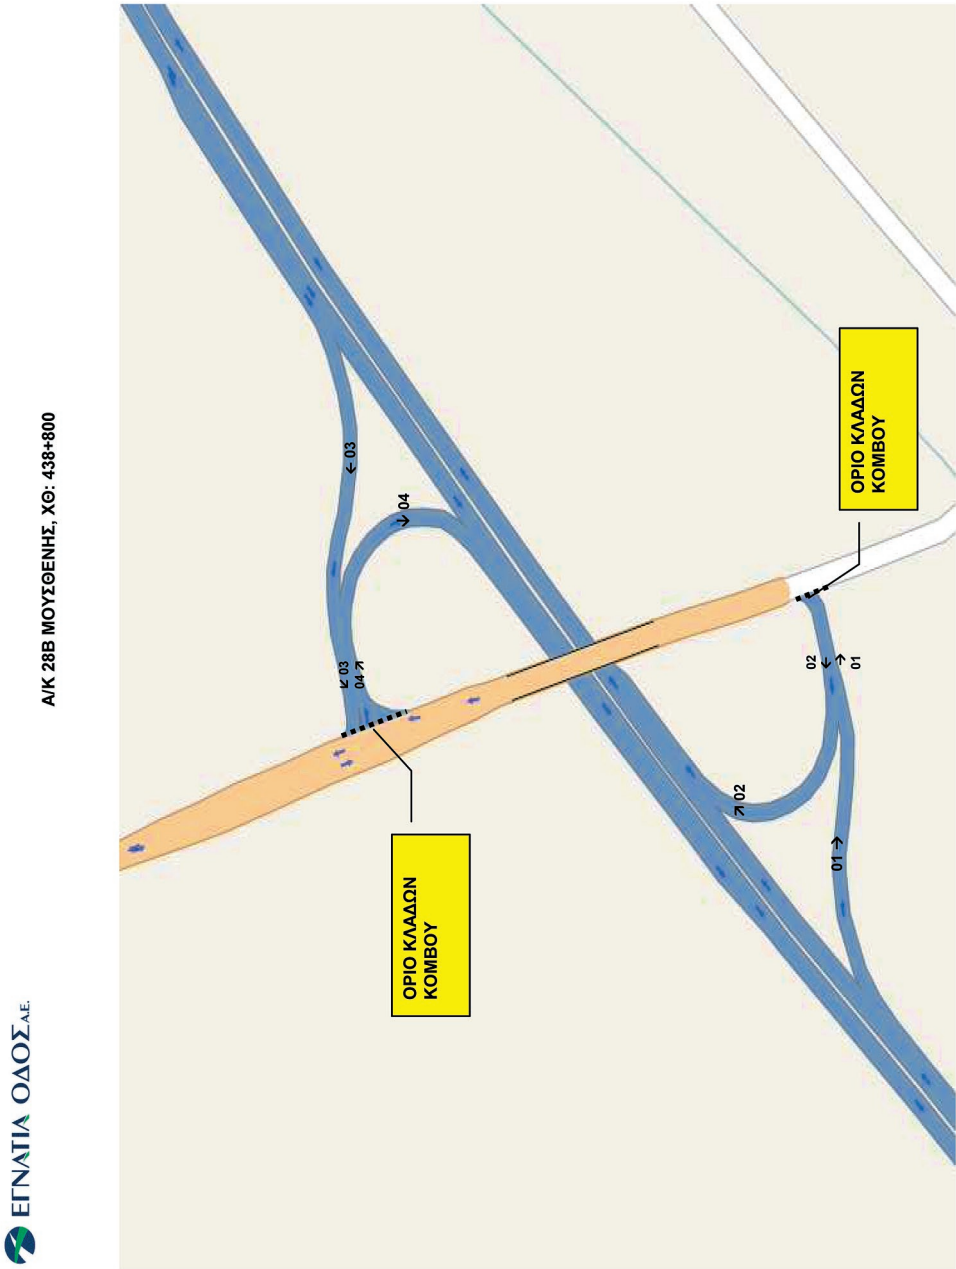 ΕΓΝΑΤΙΑ ΟΔΟΣ Α.Ε.
Α/Κ 28Β ΜΟΥΣΘΕΝΗΣ, ΧΘ: 438+800
ΟΡΙΟ ΚΛΑΔΩΝ
ΚΟΜΒΟΥ
← 03
← 04
↖ 03
04 ↗
ΟΡΙΟ ΚΛΑΔΩΝ
ΚΟΜΒΟΥ
02 ←
→ 01
↗ 02
01 →